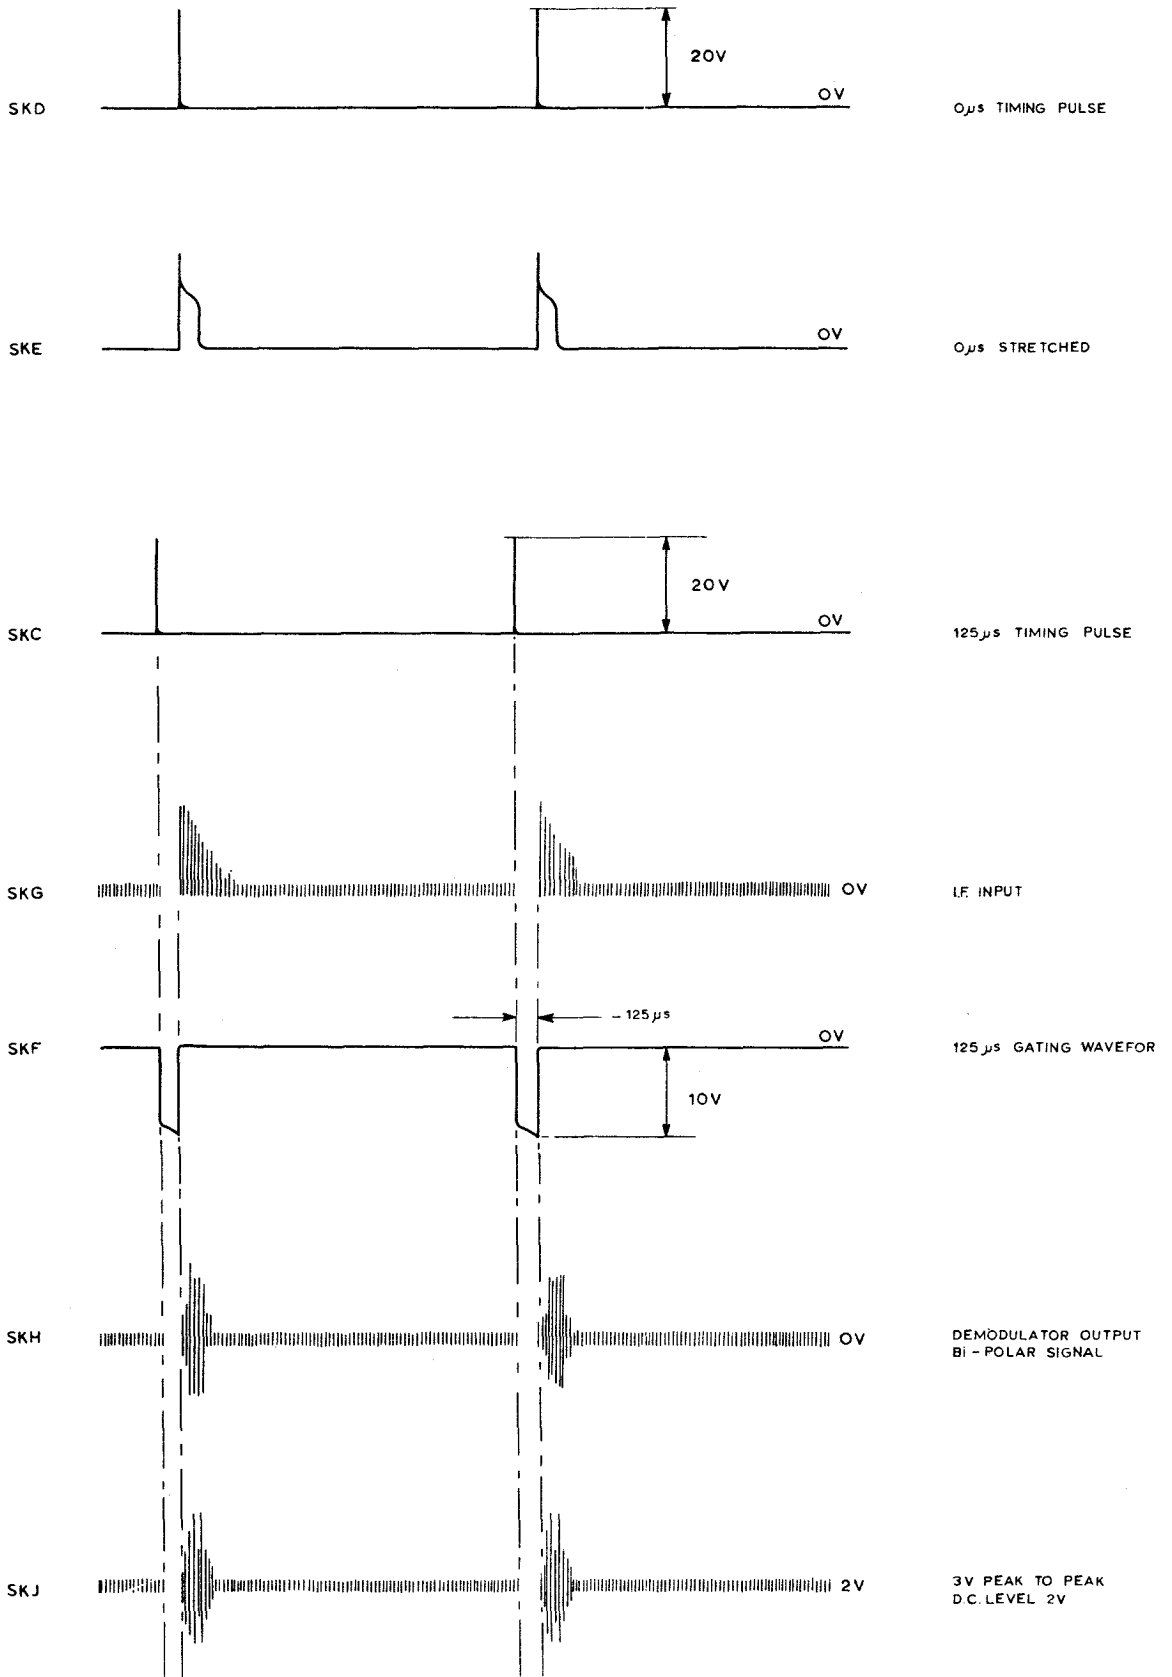 20V
0V
SKD
0µs TIMING PULSE
0V
SKE
0µs STRETCHED
20V
0V
SKC
125µs TIMING PULSE
SKG
0V
I.F. INPUT
125µs
0V
SKF
125µs GATING WAVEFOR
10V
SKH
0V
DEMODULATOR OUTPUT
Bi-POLAR SIGNAL
SKJ
2V
3V PEAK TO PEAK
D.C. LEVEL 2V